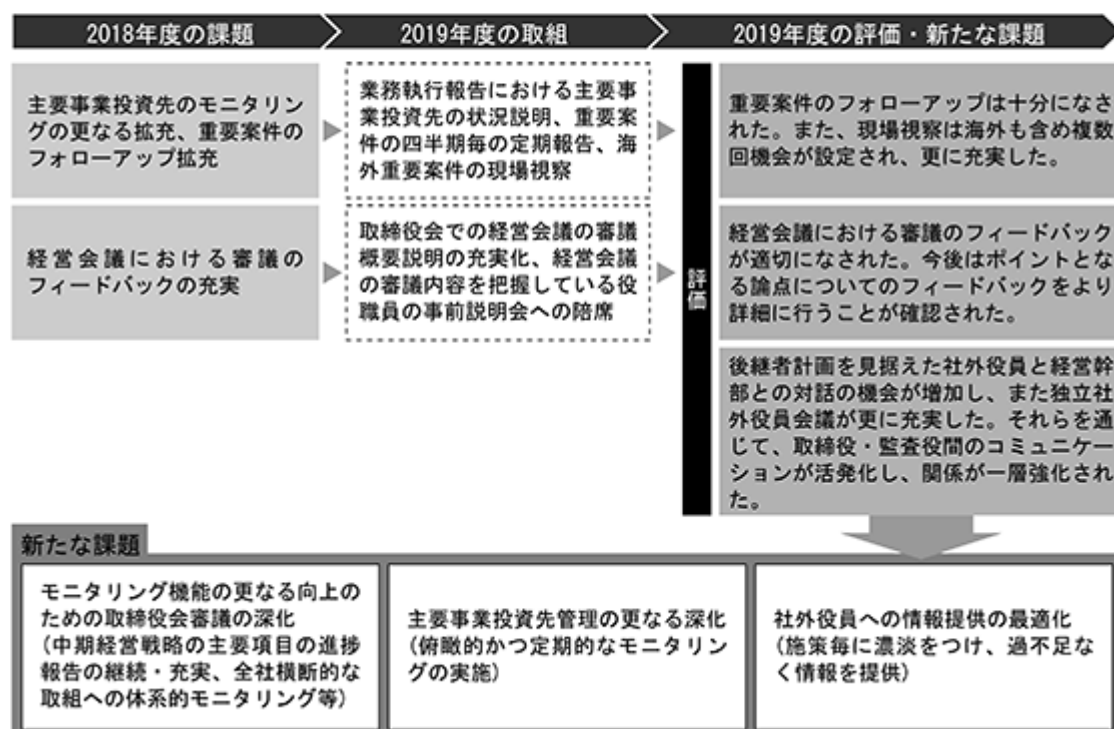 2018年度の課題
2019年度の取組
2019年度の評価・新たな課題
主要事業投資先のモニタリン
グの更なる拡充、重要案件の
フォローアップ拡充
業務執行報告における主要事
業投資先の状況説明、重要案
件の四半期毎の定期報告、海
外重要案件の現場視察
重要案件のフォローアップは十分になさ
れた。また、現場視察は海外も含め複数
回機会が設定され、更に充実した。
経営会議における審議の
フィードバックの充実
取締役会での経営会議の審議
概要説明の充実化、経営会議
の審議内容を把握している役
職員の事前説明会への陪席
評価
経営会議における審議のフィードバック
が適切になされた。今後はポイントとな
る論点についてのフィードバックをより
詳細に行うことが確認された。
後継者計画を見据えた社外役員と経営幹
部との対話の機会が増加し、また独立社
外役員会議が更に充実した。それらを通
じて、取締役・監査役間のコミュニケー
ションが活発化し、関係が一層強化され
た。
新たな課題
モニタリング機能の更なる向上の
ための取締役会審議の深化
(中期経営戦略の主要項目の進捗
報告の継続・充実、全社横断的な
取組への体系的モニタリング等)
主要事業投資先管理の更なる深化
(俯瞰的かつ定期的なモニタリン
グの実施)
社外役員への情報提供の最適化
(施策毎に濃淡をつけ、過不足な
く情報を提供)